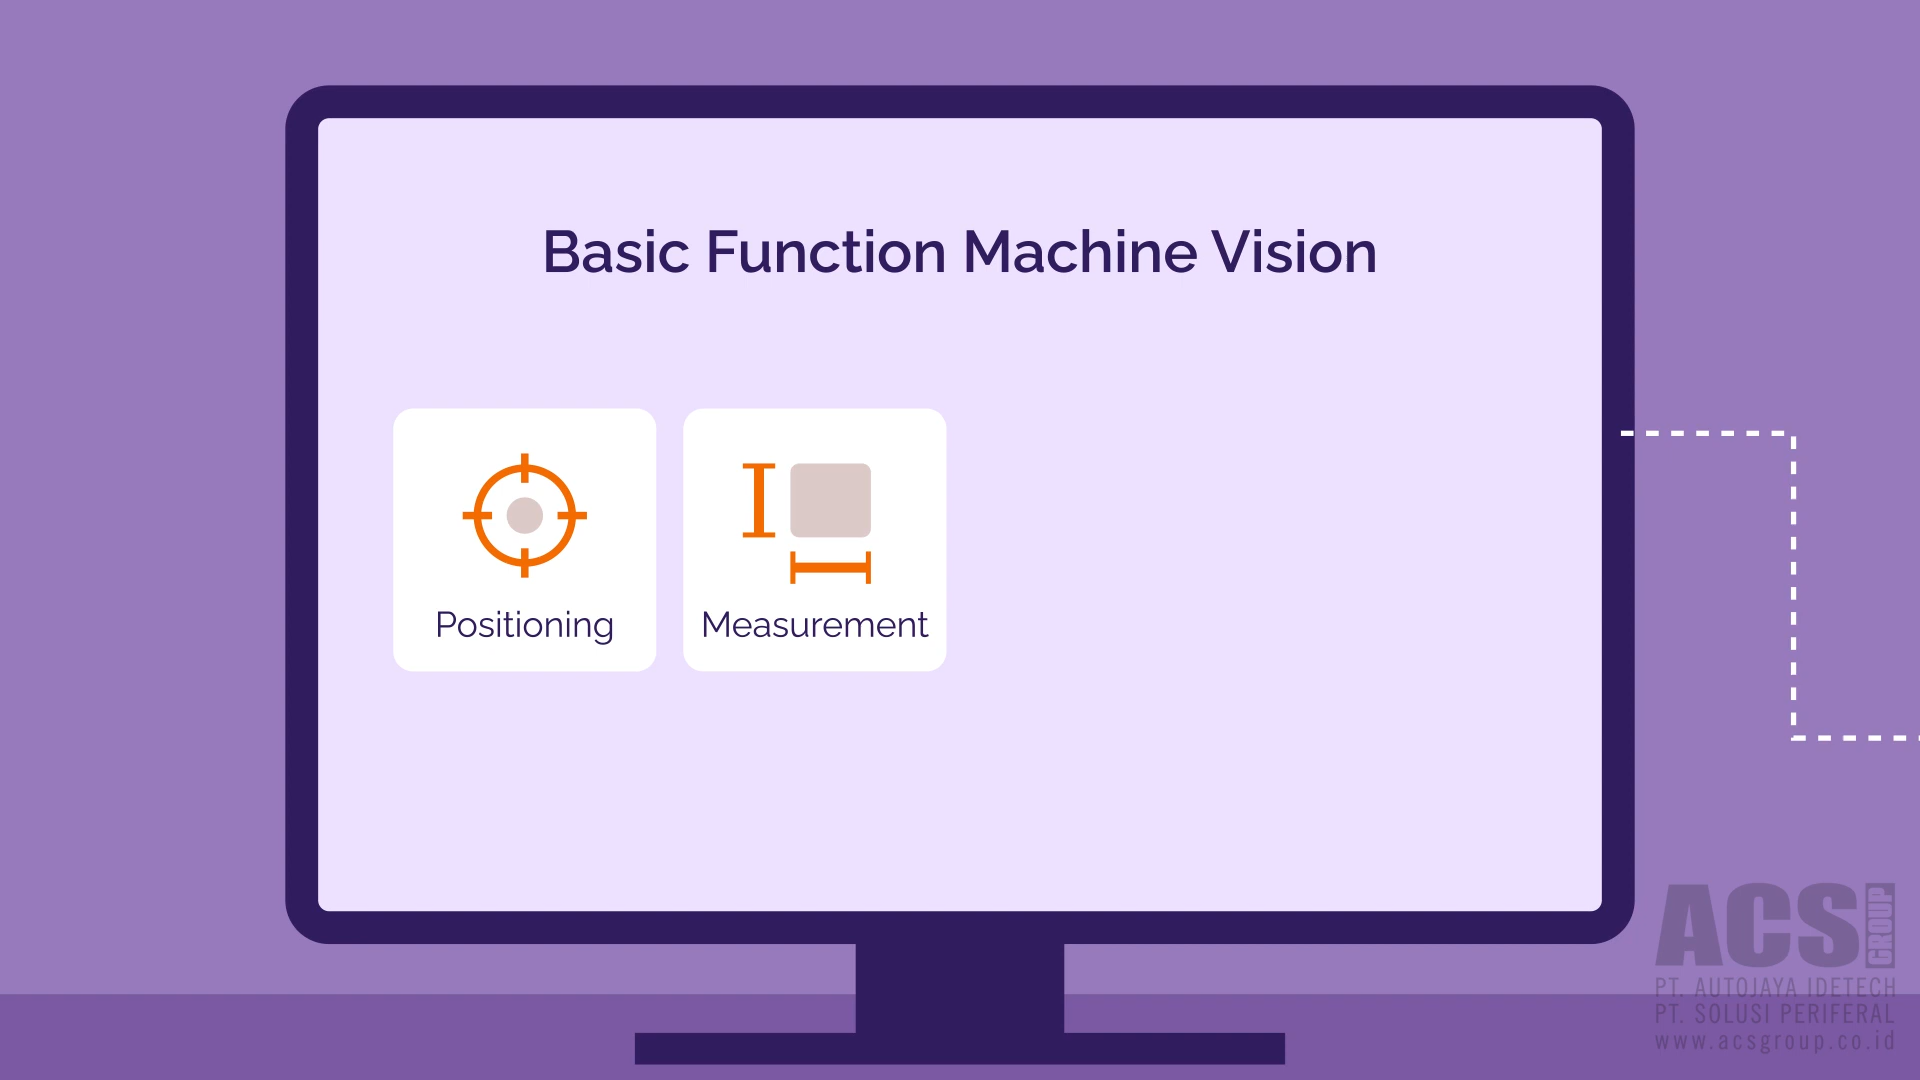 Basic Function Machine Vision
Positioning
Measurement
ACS GROUP
PT. AUTOJAYA IDETECH
PT. SOLUSI PERIFERAL
www.acsgroup.co.id